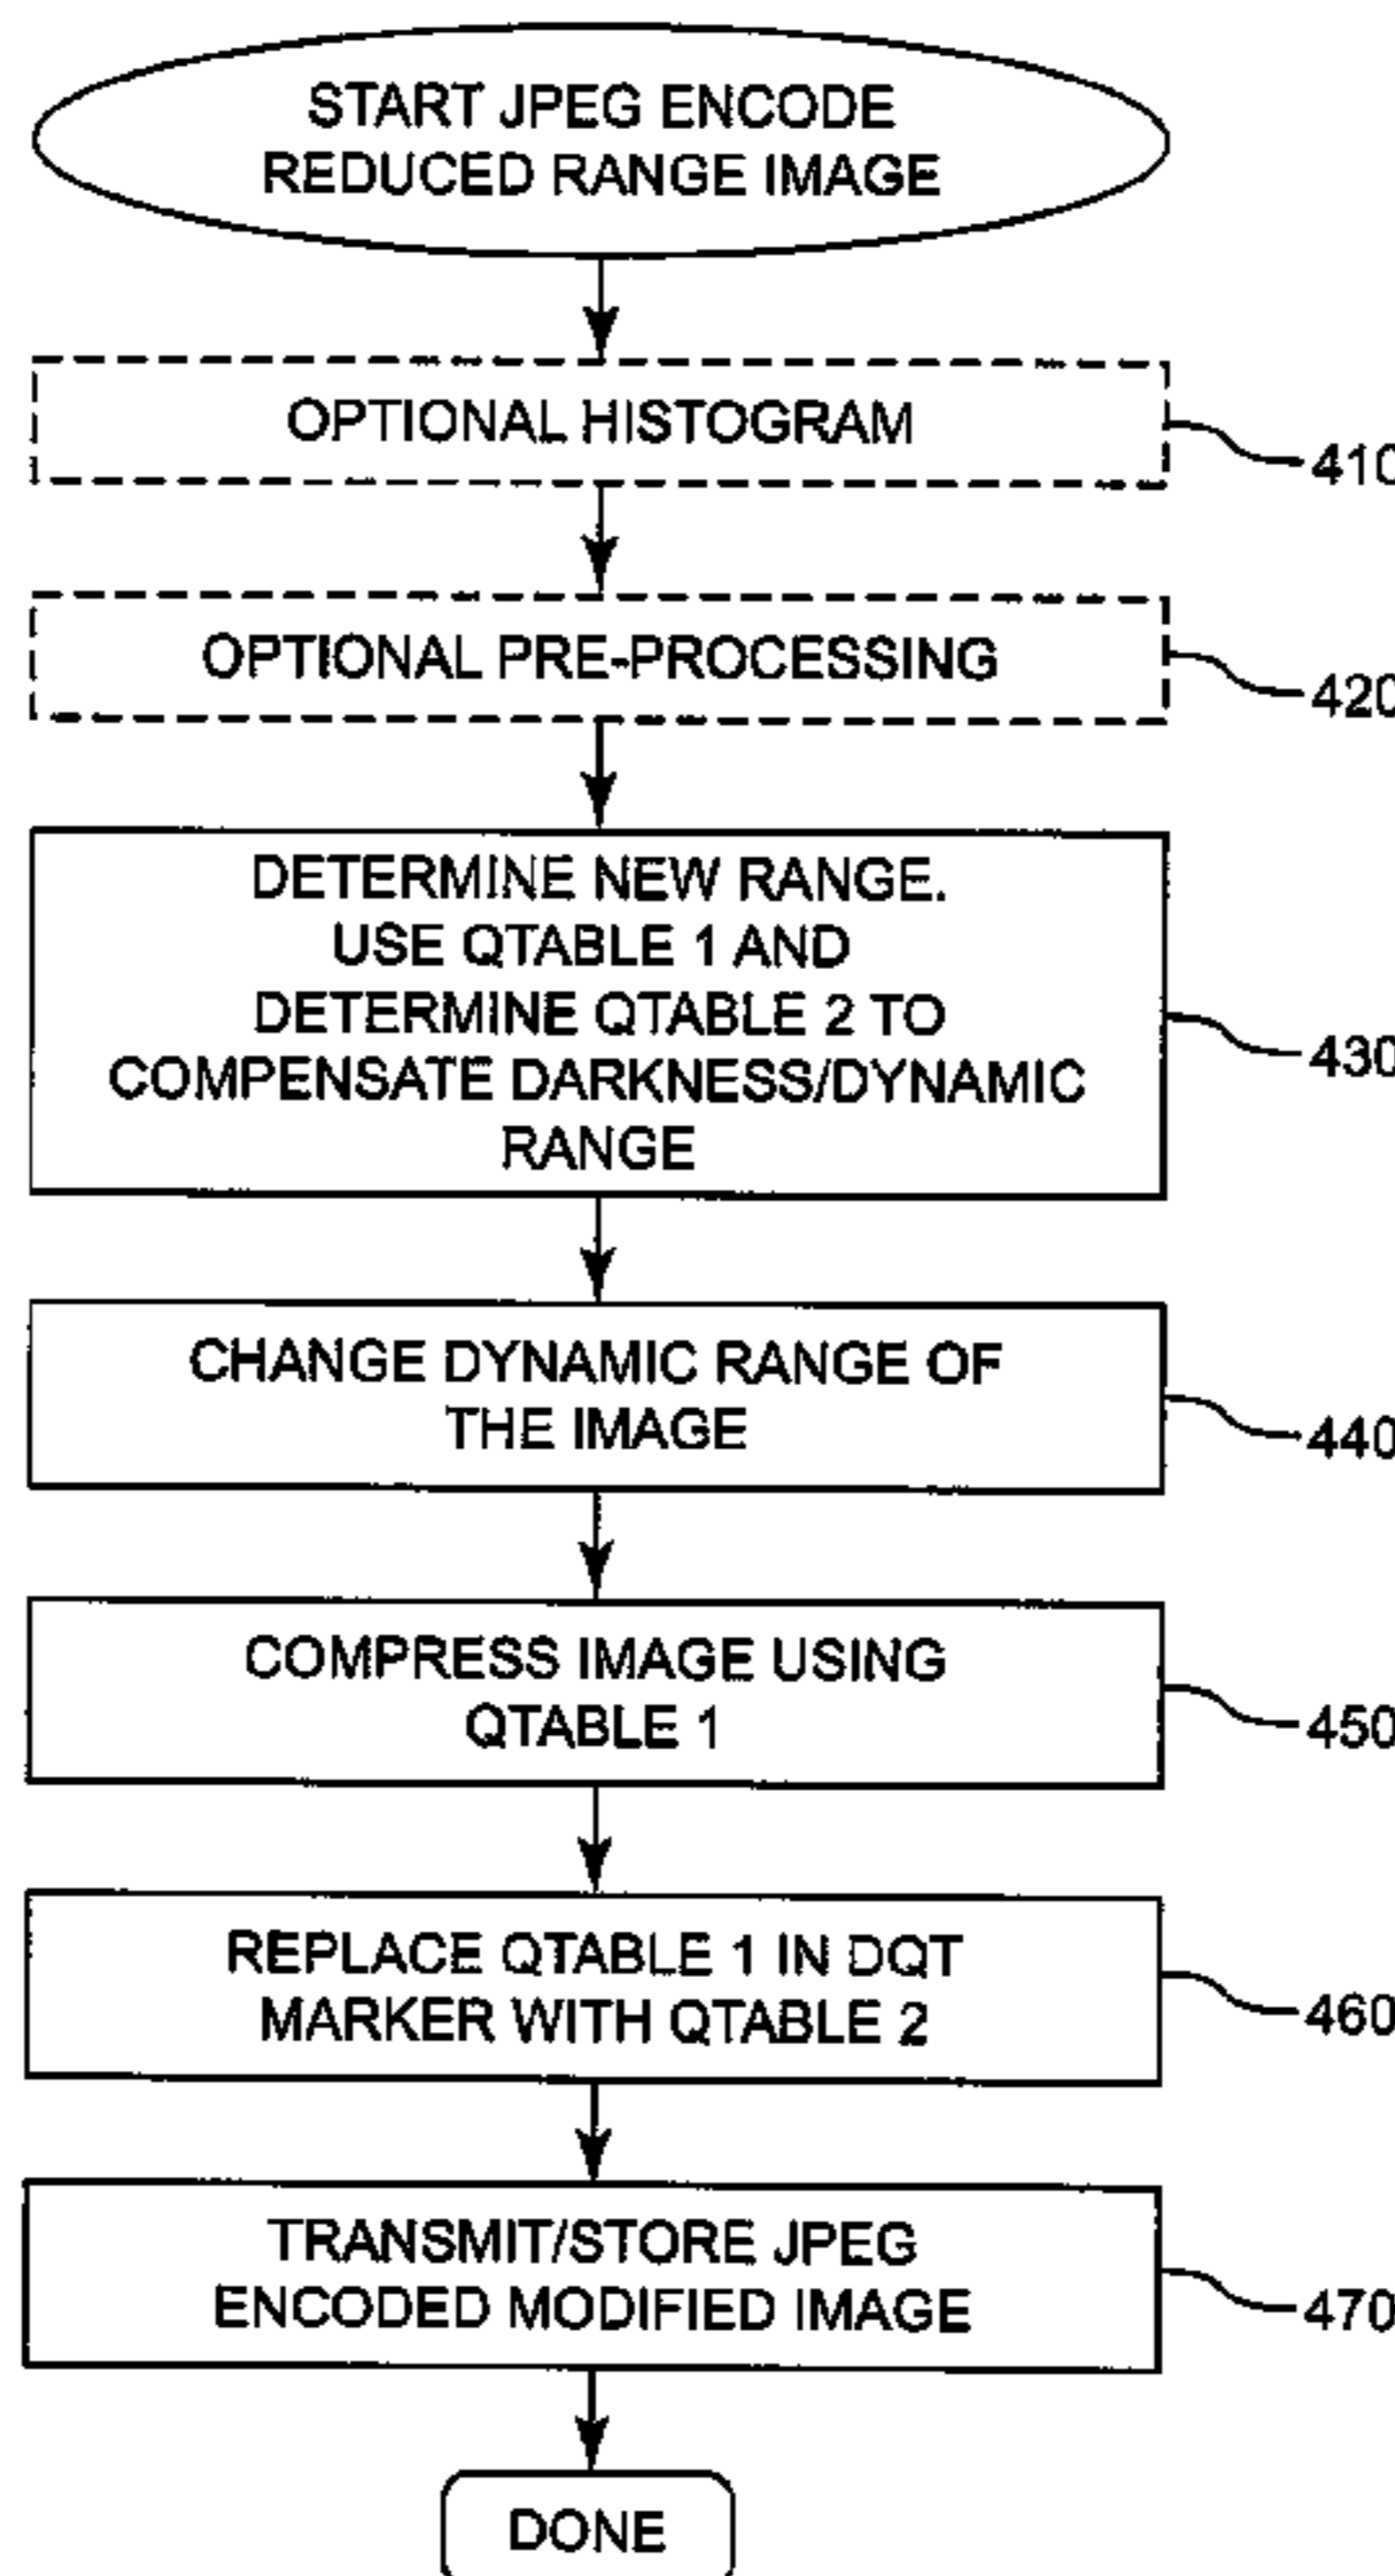 START JPEG ENCODE
REDUCED RANGE IMAGE
OPTIONAL HISTOGRAM
410
OPTIONAL PRE-PROCESSING
420
DETERMINE NEW RANGE.
USE QTABLE 1 AND
DETERMINE QTABLE 2 TO
COMPENSATE DARKNESS/DYNAMIC
RANGE
430
CHANGE DYNAMIC RANGE OF
THE IMAGE
440
COMPRESS IMAGE USING
QTABLE 1
450
REPLACE QTABLE 1 IN DQT
MARKER WITH QTABLE 2
460
TRANSMIT/STORE JPEG
ENCODED MODIFIED IMAGE
470
DONE